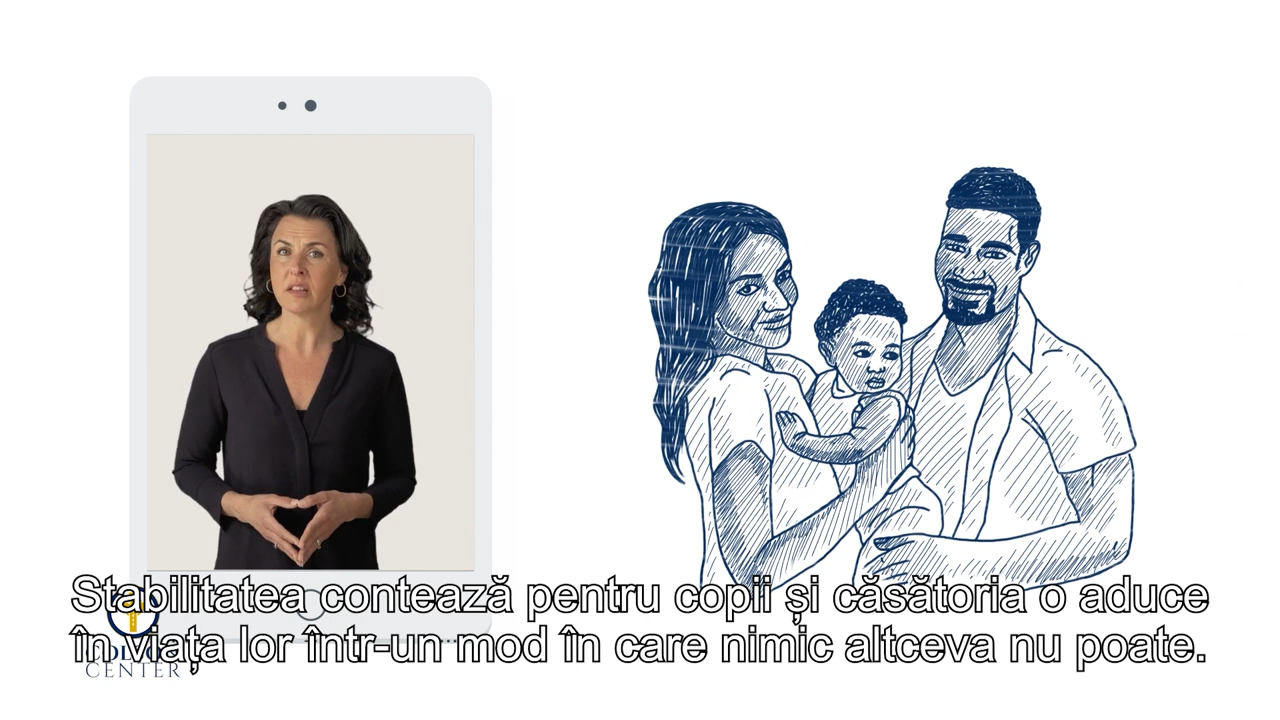 Stabilitatea contează pentru copii și căsătoria o aduce
în viața lor într-un mod în care nimic altceva nu poate.
CENTER